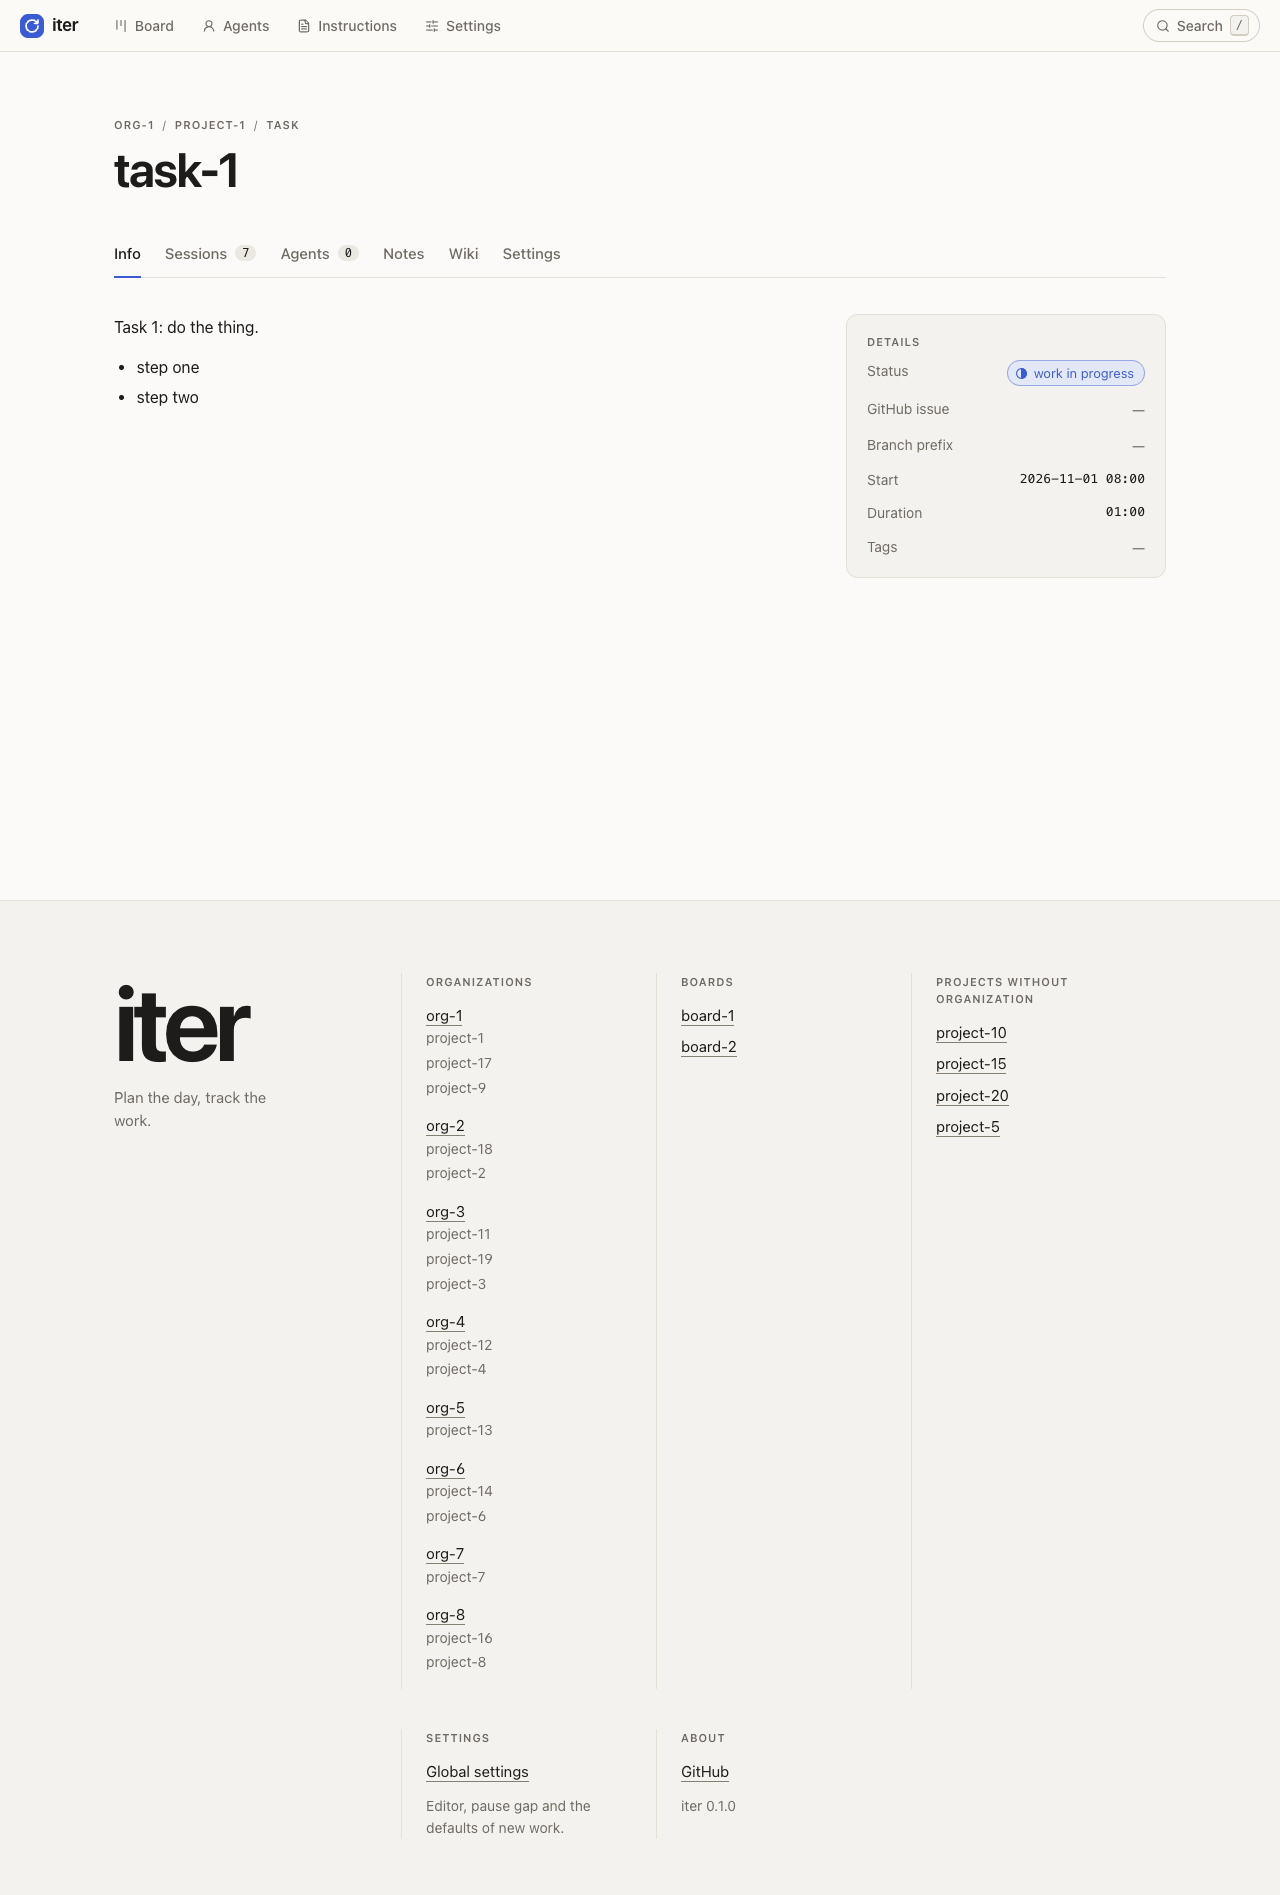 iter
Board
Agents
Instructions
Settings
Search /
ORG-1 / PROJECT-1 / TASK
task-1
Info
Sessions 7
Agents 0
Notes
Wiki
Settings
Task 1: do the thing.
• step one
• step two
DETAILS
Status work in progress
GitHub issue —
Branch prefix —
Start 2026-11-01 08:00
Duration 01:00
Tags —
iter
Plan the day, track the
work.
ORGANIZATIONS
org-1
project-1
project-17
project-9
org-2
project-18
project-2
org-3
project-11
project-19
project-3
org-4
project-12
project-4
org-5
project-13
org-6
project-14
project-6
org-7
project-7
org-8
project-16
project-8
BOARDS
board-1
board-2
PROJECTS WITHOUT
ORGANIZATION
project-10
project-15
project-20
project-5
SETTINGS
Global settings
Editor, pause gap and the
defaults of new work.
ABOUT
GitHub
iter 0.1.0